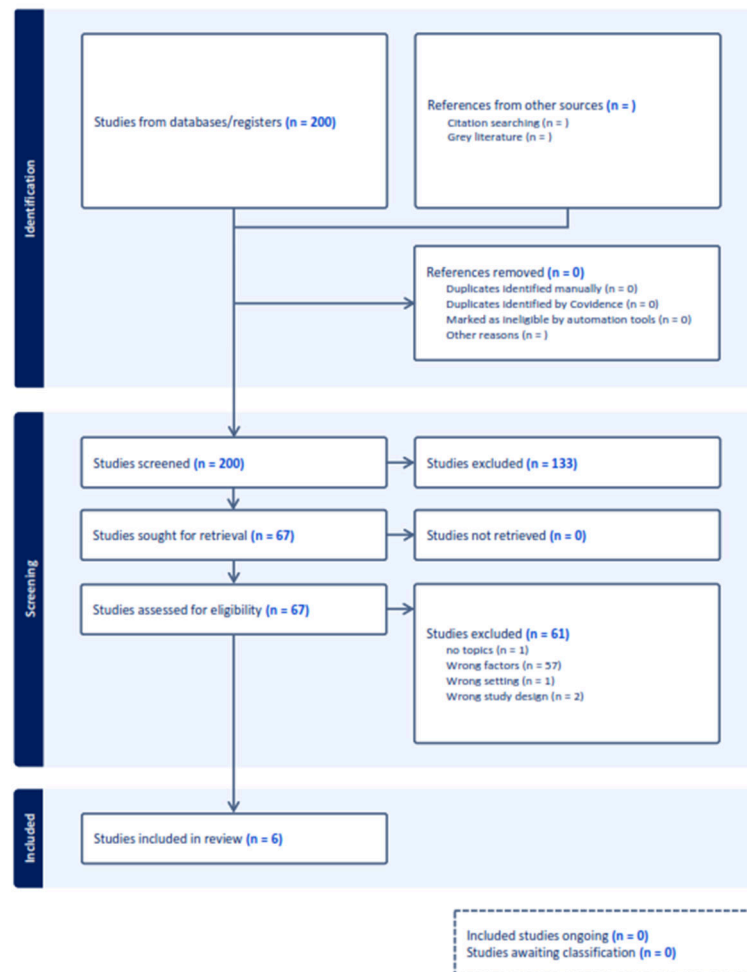 Identification
Studies from databases/registers (n = 200)
References from other sources (n = )
Citation searching (n = )
Grey literature (n = )
References removed (n = 0)
Duplicates identified manually (n = 0)
Duplicates identified by Covidence (n = 0)
Marked as ineligible by automation tools (n = 0)
Other reasons (n = )
Screening
Studies screened (n = 200)
Studies excluded (n = 133)
Studies sought for retrieval (n = 67)
Studies not retrieved (n = 0)
Studies assessed for eligibility (n = 67)
Studies excluded (n = 61)
no topics (n = 1)
Wrong factors (n = 57)
Wrong setting (n = 1)
Wrong study design (n = 2)
Included
Studies included in review (n = 6)
Included studies ongoing (n = 0)
Studies awaiting classification (n = 0)